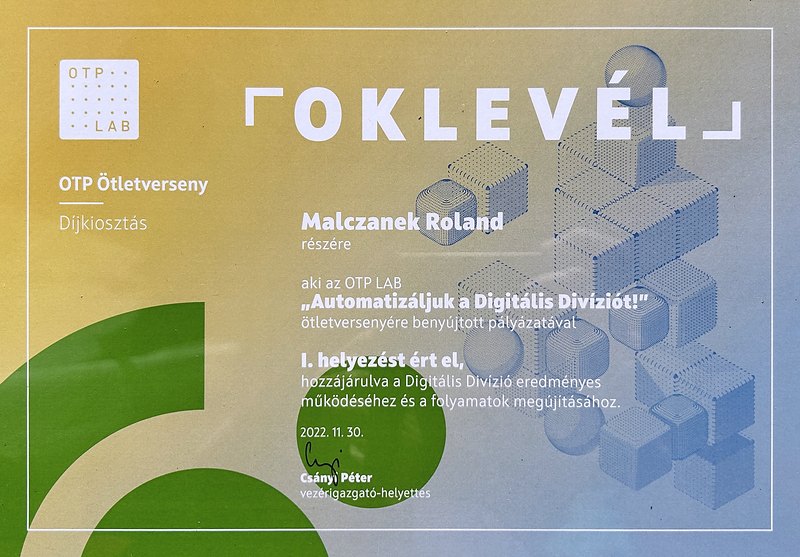 OTP
LAB
OKLEVÉL
OTP Ötletverseny
Díjkiosztás
Malczanek Roland
részére
aki az OTP LAB
„Automatizáljuk a Digitális Divíziót!”
ötletversenyére benyújtott pályázatával
I. helyezést ért el,
hozzájárulva a Digitális Divízió eredményes
működéséhez és a folyamatok megújításához.
2022. 11. 30.
Csányi Péter
vezérigazgató-helyettes